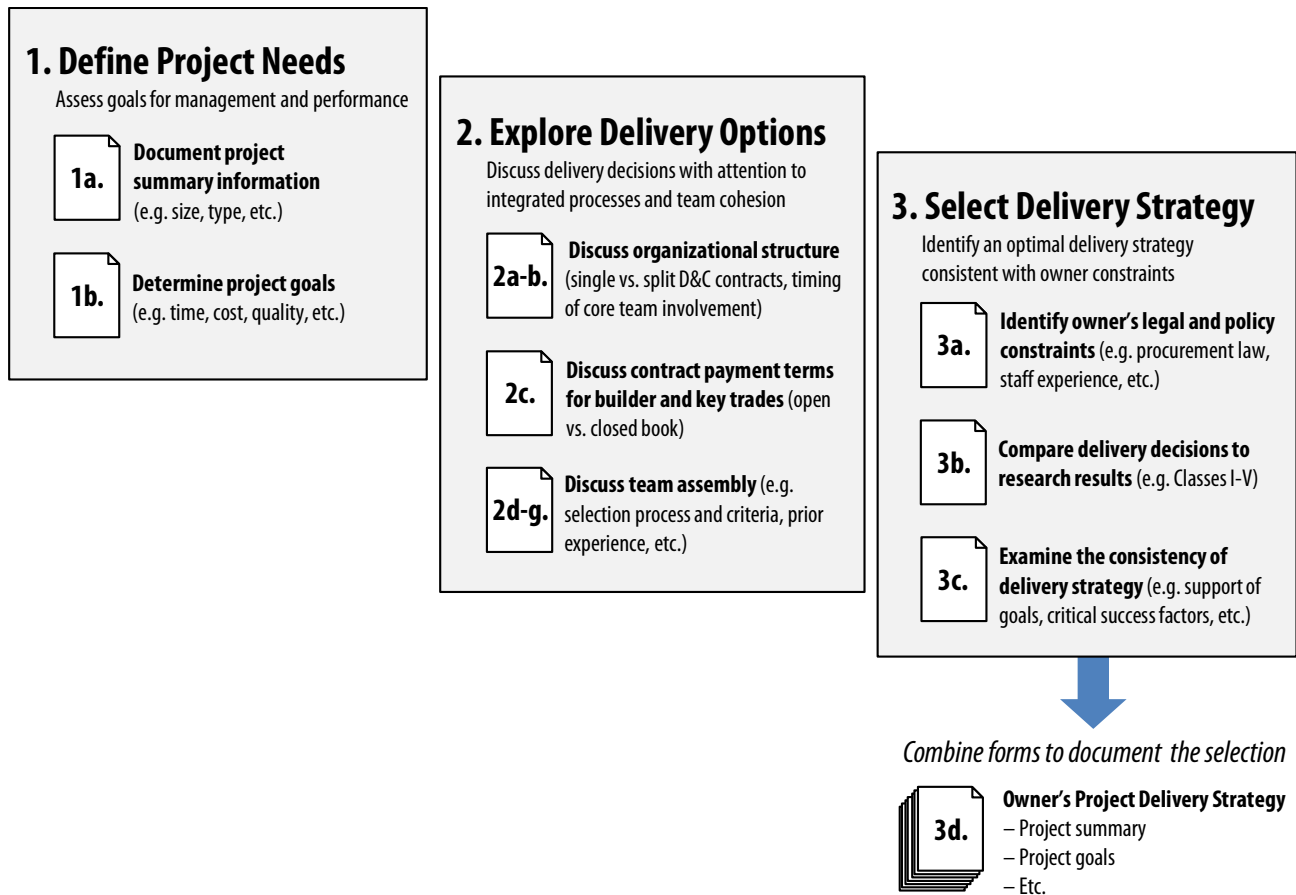 1. Define Project Needs
Assess goals for management and performance
1a.
Document project
summary information
(e.g. size, type, etc.)
1b.
Determine project goals
(e.g. time, cost, quality, etc.)
2. Explore Delivery Options
Discuss delivery decisions with attention to
integrated processes and team cohesion
2a-b.
Discuss organizational structure
(single vs. split D&C contracts, timing
of core team involvement)
2c.
Discuss contract payment terms
for builder and key trades (open
vs. closed book)
2d-g.
Discuss team assembly (e.g.
selection process and criteria, prior
experience, etc.)
3. Select Delivery Strategy
Identify an optimal delivery strategy
consistent with owner constraints
3a.
Identify owner's legal and policy
constraints (e.g. procurement law,
staff experience, etc.)
3b.
Compare delivery decisions to
research results (e.g. Classes I-V)
3c.
Examine the consistency of
delivery strategy (e.g. support of
goals, critical success factors, etc.)
Combine forms to document the selection
3d.
Owner's Project Delivery Strategy
– Project summary
– Project goals
– Etc.